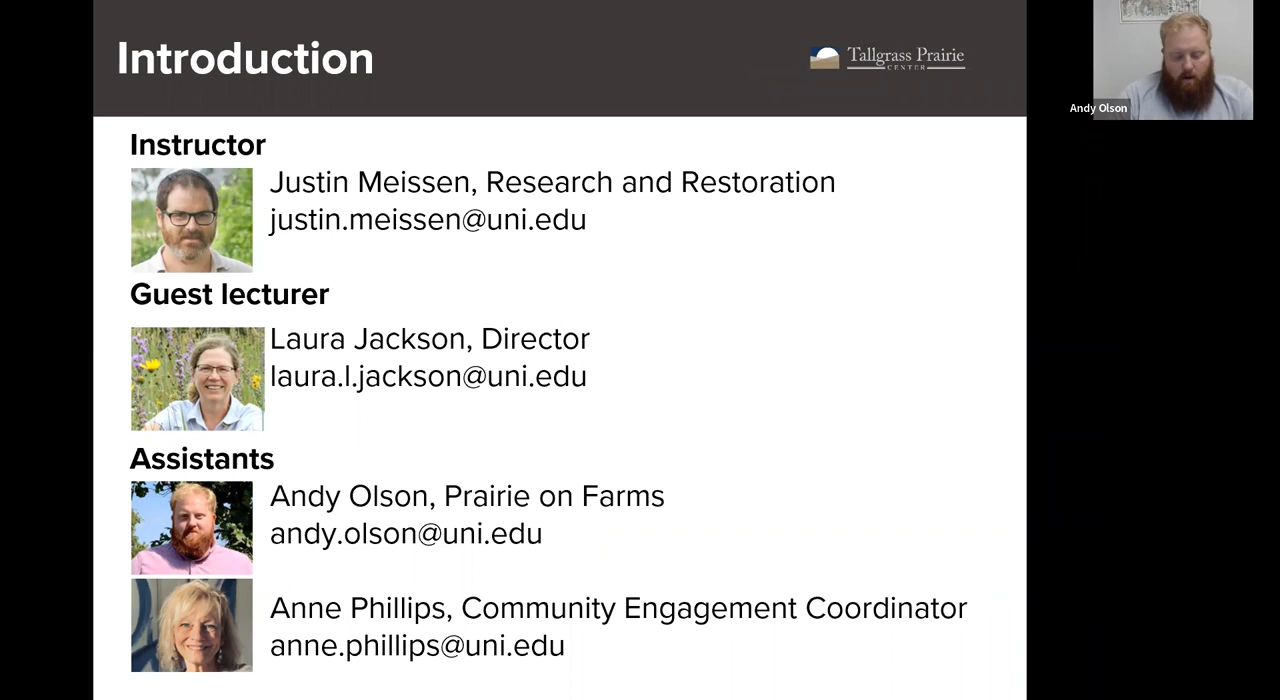 Introduction
Tallgrass Prairie
CENTER
Andy Olson
Instructor
Justin Meissen, Research and Restoration
justin.meissen@uni.edu
Guest lecturer
Laura Jackson, Director
laura.l.jackson@uni.edu
Assistants
Andy Olson, Prairie on Farms
andy.olson@uni.edu
Anne Phillips, Community Engagement Coordinator
anne.phillips@uni.edu